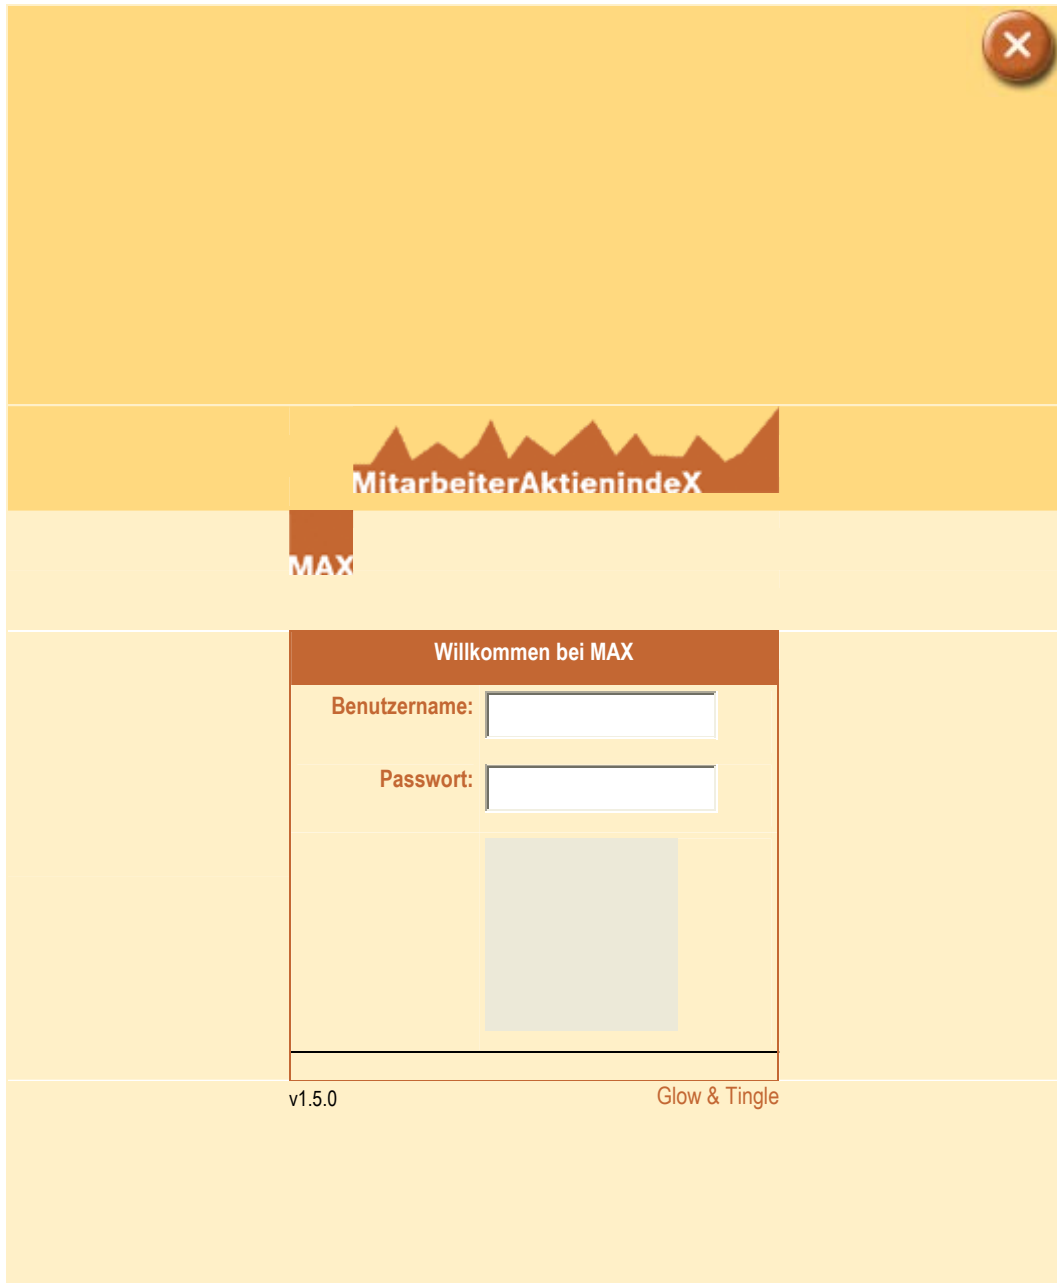 MitarbeiterAktienindeX
MAX
Willkommen bei MAX
Benutzername:
Passwort:
v1.5.0
Glow & Tingle